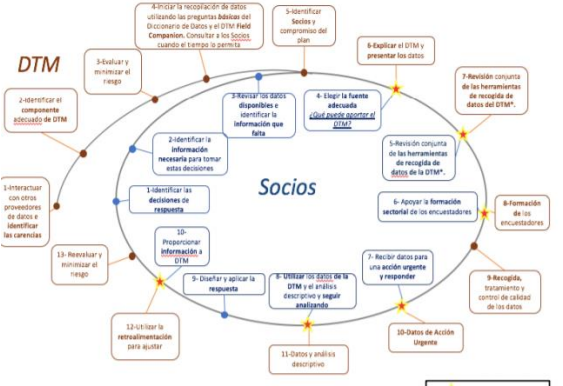 DTM
4-Iniciar la recopilación de datos
utilizando las preguntas básicas del
Diccionario de Datos y el DTM Field
Companion. Consultar a los Socios
cuando el tiempo lo permita
5-Identificar
Socios y
compromiso del
plan
6-Explicar el DTM y
presentar los datos
7-Revisión conjunta
de las herramientas
de recogida de
datos del DTM*.
8-Formación
de los
encuestadores
9-Recogida,
tratamiento y
control de calidad
de los datos
10-Datos de Acción
Urgente
11-Datos y análisis
descriptivo
12-Utilizar la
retroalimentación
para ajustar
13- Reevaluar y
minimizar el
riesgo
1-Interactuar
con otros
proveedores
de datos e
identificar
las carencias
2-Identificar el
componente
adecuado de DTM
3-Evaluar y
minimizar el
riesgo
Socios
1-Identificar las
decisiones de
respuesta
2-Identificar la
información
necesaria para tomar
estas decisiones
3-Revisar los datos
disponibles e
identificar la
información que
falta
4- Elegir la fuente
adecuada
¿Qué puede aportar el
DTM?
5-Revisión conjunta
de las herramientas
de recogida de
datos de la DTM*.
6- Apoyar la formación
sectorial de los encuestadores
7- Recibir datos para
una acción urgente
y responder
8- Utilizar los datos de la
DTM y el análisis
descriptivo y seguir
analizando
9- Diseñar y aplicar la
respuesta
10-
Proporcionar
información a
DTM